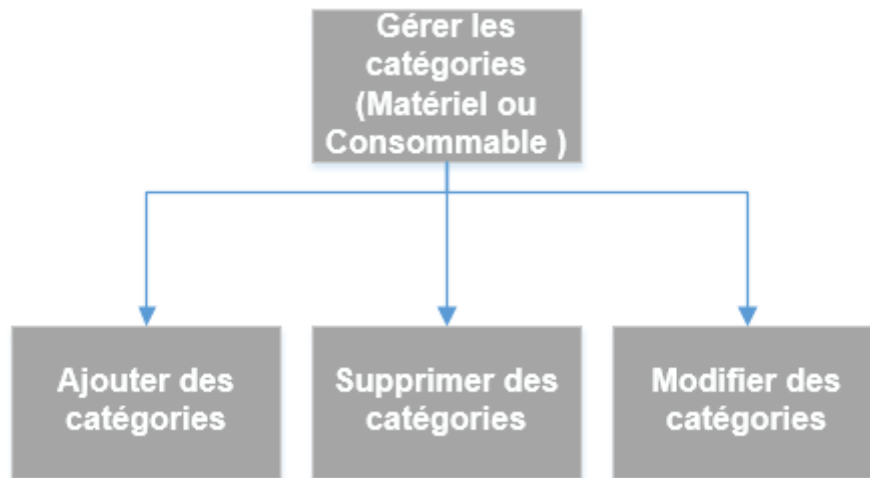 Gérer les
catégories
(Matériel ou
Consommable )
Ajouter des
catégories
Supprimer des
catégories
Modifier des
catégories